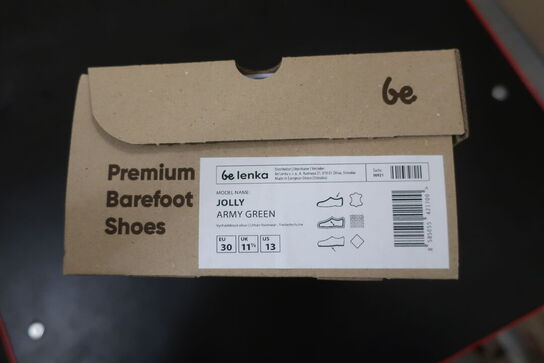 be
Premium
Barefoot
Shoes
be lenka
MODEL NAME:
JOLLY
ARMY GREEN
EU
30
UK
11½
US
13